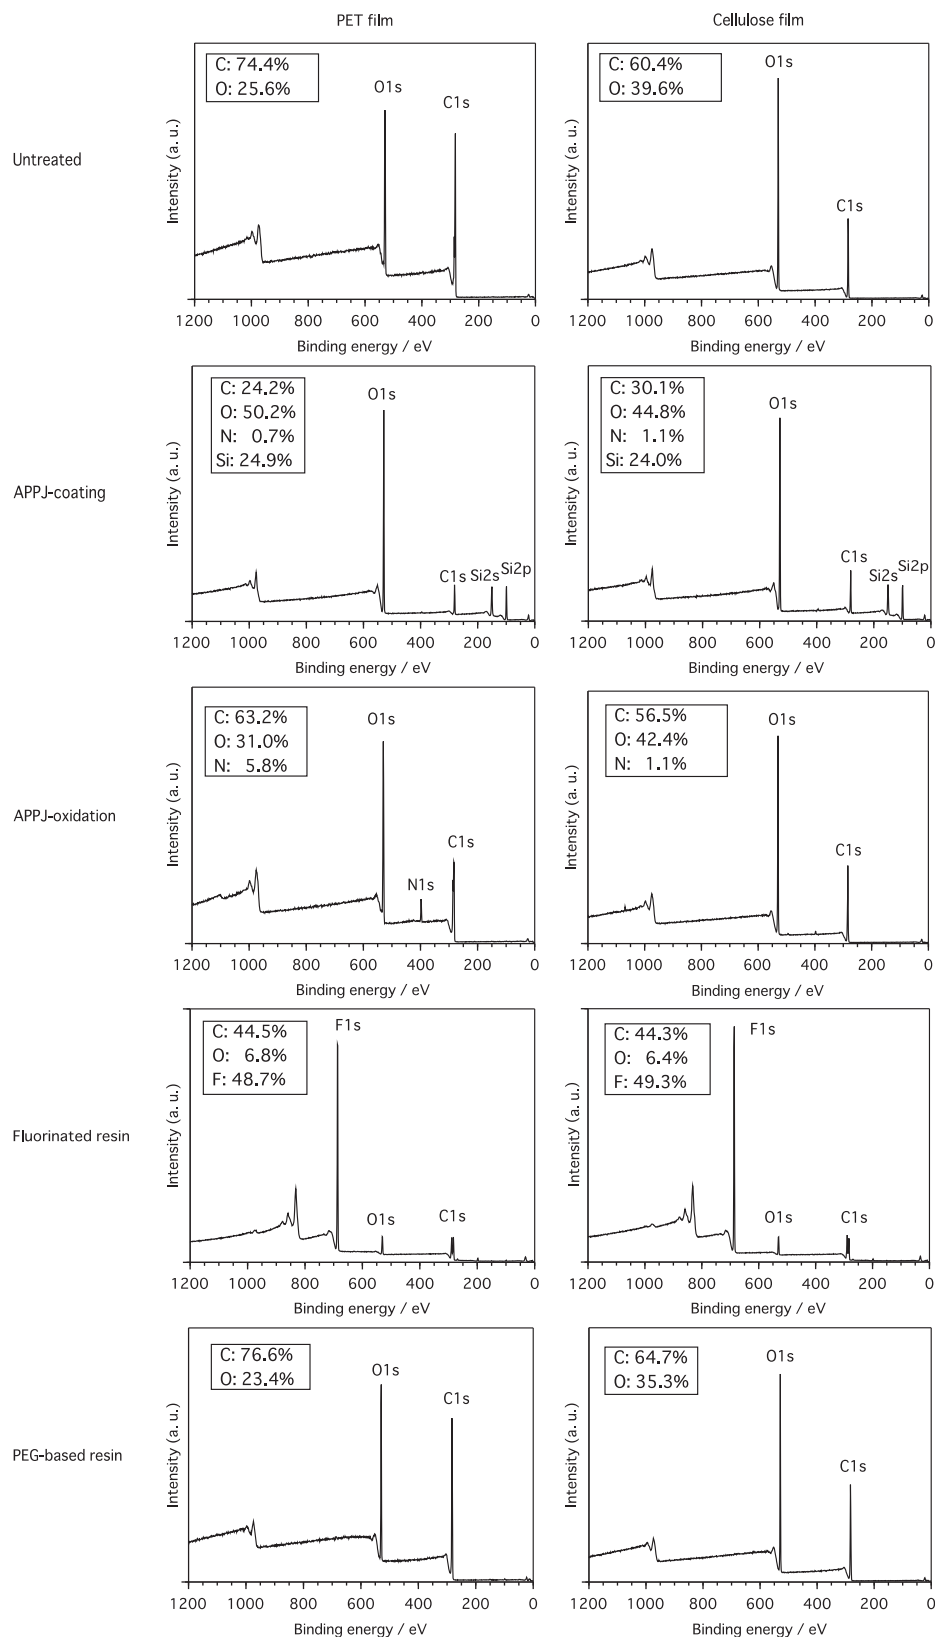 PET film
Cellulose film
Untreated
C: 74.4%
O: 25.6%
O1s
C1s
Intensity (a. u.)
1200 1000 800 600 400 200 0
Binding energy / eV
C: 60.4%
O: 39.6%
O1s
C1s
Intensity (a. u.)
1200 1000 800 600 400 200 0
Binding energy / eV
APPJ-coating
C: 24.2%
O: 50.2%
N: 0.7%
Si: 24.9%
O1s
C1s
Si2s
Si2p
Intensity (a. u.)
1200 1000 800 600 400 200 0
Binding energy / eV
C: 30.1%
O: 44.8%
N: 1.1%
Si: 24.0%
O1s
C1s
Si2s
Si2p
Intensity (a. u.)
1200 1000 800 600 400 200 0
Binding energy / eV
APPJ-oxidation
C: 63.2%
O: 31.0%
N: 5.8%
O1s
N1s
C1s
Intensity (a. u.)
1200 1000 800 600 400 200 0
Binding energy / eV
C: 56.5%
O: 42.4%
N: 1.1%
O1s
C1s
Intensity (a. u.)
1200 1000 800 600 400 200 0
Binding energy / eV
Fluorinated resin
C: 44.5%
O: 6.8%
F: 48.7%
F1s
O1s
C1s
Intensity (a. u.)
1200 1000 800 600 400 200 0
Binding energy / eV
C: 44.3%
O: 6.4%
F: 49.3%
F1s
O1s
C1s
Intensity (a. u.)
1200 1000 800 600 400 200 0
Binding energy / eV
PEG-based resin
C: 76.6%
O: 23.4%
O1s
C1s
Intensity (a. u.)
1200 1000 800 600 400 200 0
Binding energy / eV
C: 64.7%
O: 35.3%
O1s
C1s
Intensity (a. u.)
1200 1000 800 600 400 200 0
Binding energy / eV